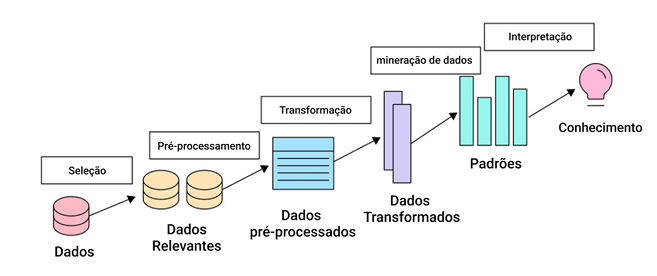 Seleção
Dados
Pré-processamento
Dados
Relevantes
Transformação
Dados
pré-processados
mineração de dados
Dados
Transformados
Interpretação
Padrões
Conhecimento